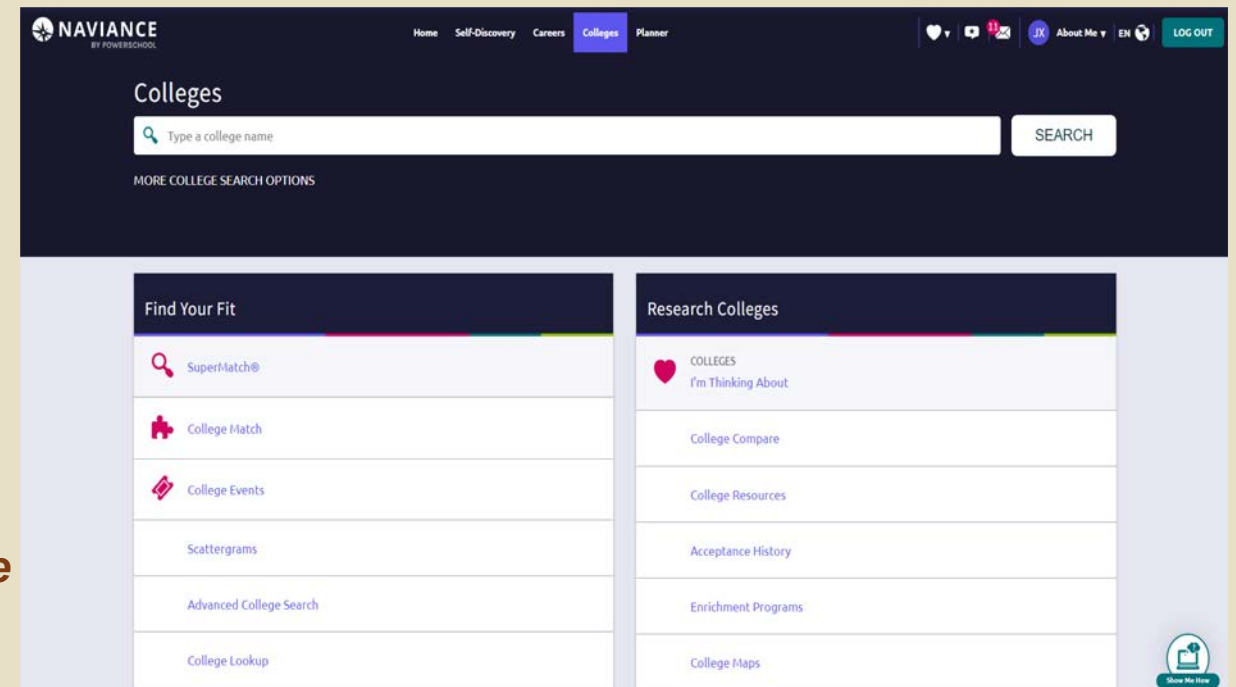 NAVIANCE
BY POWERSCHOOL
Home Self-Discovery Careers Colleges Planner
11
JX About Me EN LOG OUT
Colleges
Type a college name
SEARCH
MORE COLLEGE SEARCH OPTIONS
Find Your Fit
SuperMatch®
College Match
College Events
Scattergrams
Advanced College Search
College Lookup
Research Colleges
COLLEGES
I'm Thinking About
College Compare
College Resources
Acceptance History
Enrichment Programs
College Maps
Show Me How
e